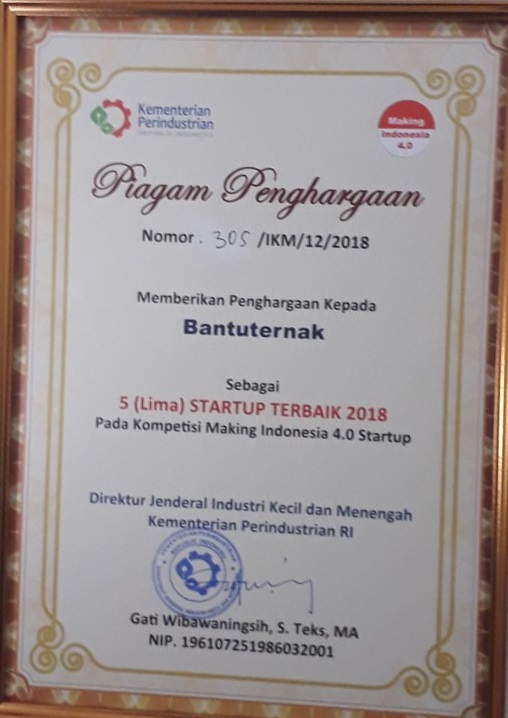 Kementerian
Perindustrian
REPUBLIK INDONESIA
Making
Indonesia
4.0
Piagam Penghargaan
Nomor . 305 /IKM/12/2018
Memberikan Penghargaan Kepada
Bantuternak
Sebagai
5 (Lima) STARTUP TERBAIK 2018
Pada Kompetisi Making Indonesia 4.0 Startup
Direktur Jenderal Industri Kecil dan Menengah
Kementerian Perindustrian RI
Gati Wibawaningsih, S. Teks, MA
NIP. 196107251986032001